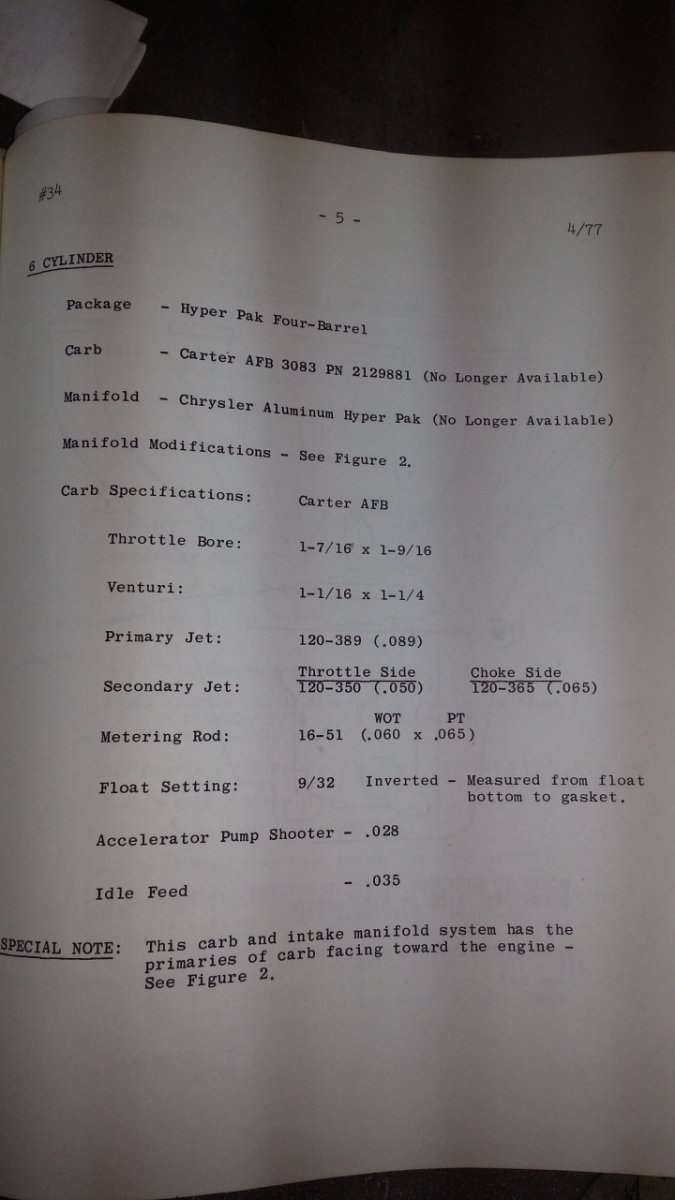 #34
- 5 -
4/77
6 CYLINDER
Package - Hyper Pak Four-Barrel
Carb - Carter AFB 3083 PN 2129881 (No Longer Available)
Manifold - Chrysler Aluminum Hyper Pak (No Longer Available)
Manifold Modifications - See Figure 2.
Carb Specifications: Carter AFB
Throttle Bore: 1-7/16 x 1-9/16
Venturi: 1-1/16 x 1-1/4
Primary Jet: 120-389 (.089)
Throttle Side Choke Side
Secondary Jet: 120-350 (.050) 120-365 (.065)
WOT PT
Metering Rod: 16-51 (.060 x .065)
Float Setting: 9/32 Inverted - Measured from float
bottom to gasket.
Accelerator Pump Shooter - .028
Idle Feed - .035
SPECIAL NOTE: This carb and intake manifold system has the
primaries of carb facing toward the engine -
See Figure 2.